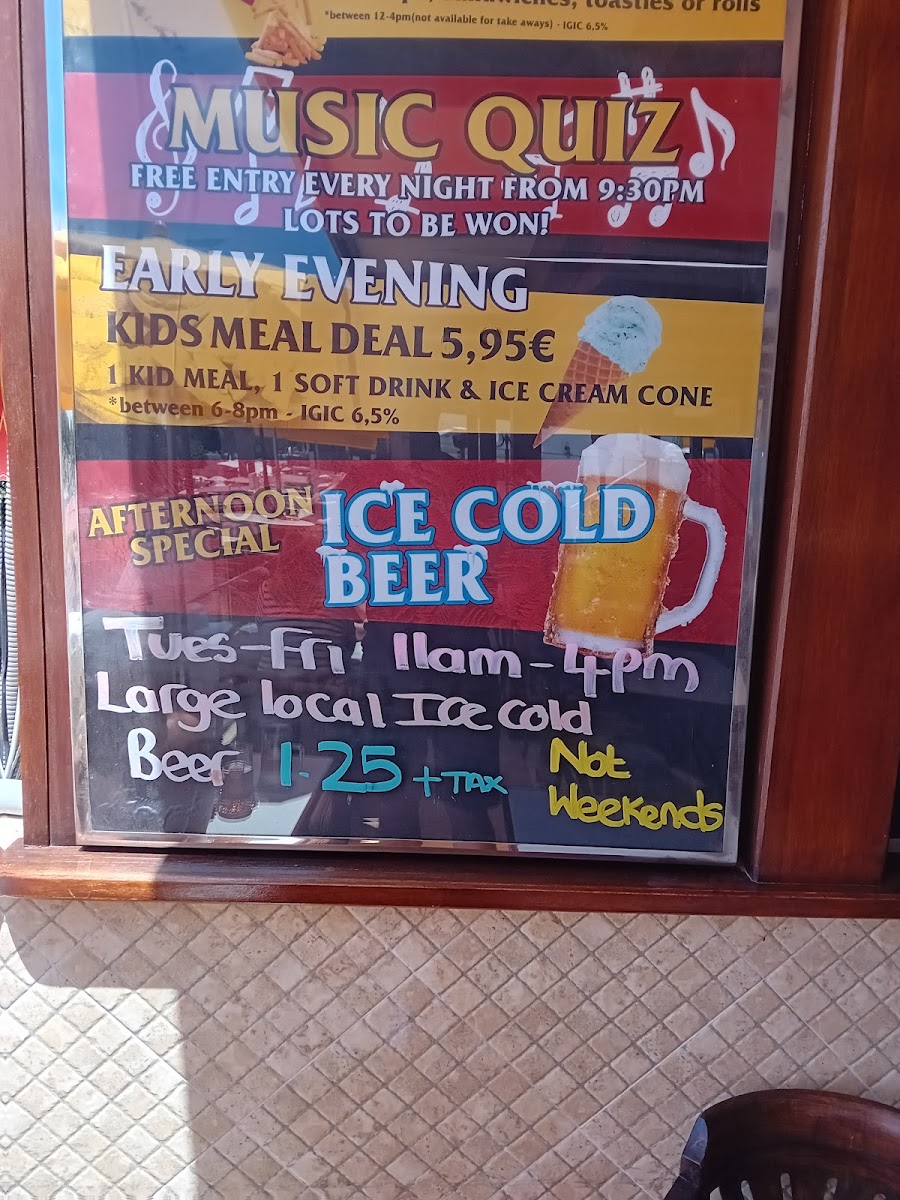 toasties or rolls
*between 12-4pm(not available for take aways) - IGIC 6,5%
MUSIC QUIZ
FREE ENTRY EVERY NIGHT FROM 9:30PM
LOTS TO BE WON!
EARLY EVENING
KIDS MEAL DEAL 5,95€
1 KID MEAL, 1 SOFT DRINK & ICE CREAM CONE
*between 6-8pm - IGIC 6,5%
AFTERNOON
SPECIAL
ICE COLD
BEER
Tues-Fri 11am-4pm
Large local Ice Cold
Beer 1.25 + TAX
Not
Weekends